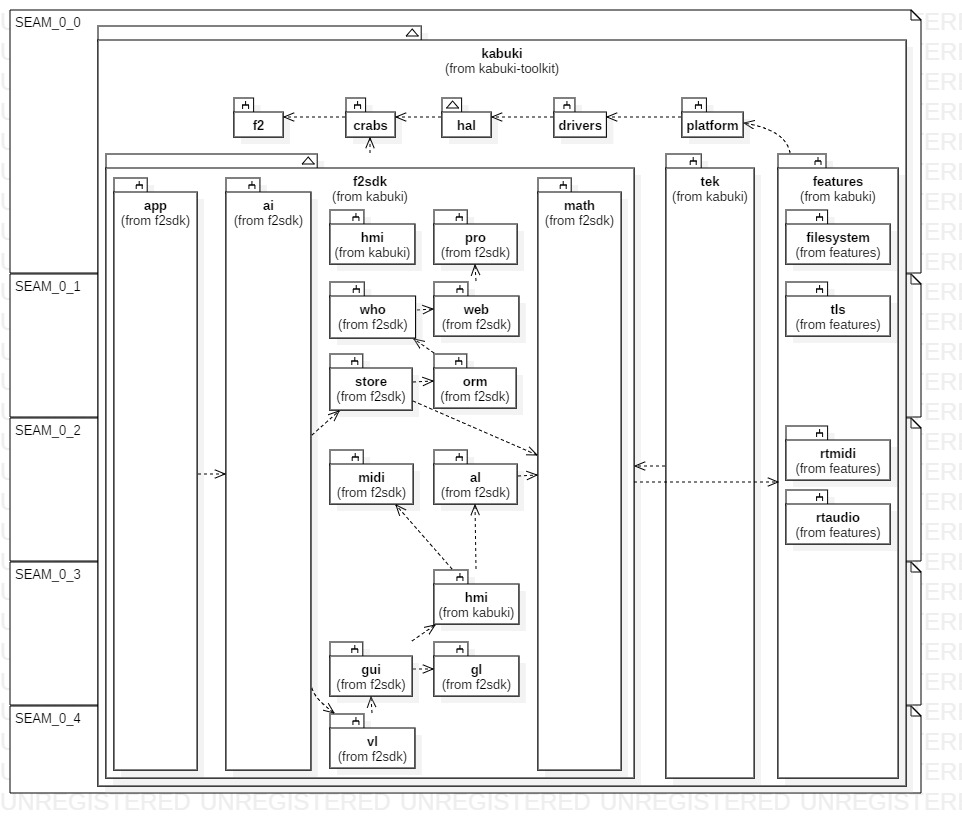 SEAM_0_0
kabuki
(from kabuki-toolkit)
f2
crabs
hal
drivers
platform
f2sdk
(from kabuki)
tek
(from kabuki)
features
(from kabuki)
app
(from f2sdk)
ai
(from f2sdk)
math
(from f2sdk)
hmi
(from kabuki)
pro
(from f2sdk)
filesystem
(from features)
SEAM_0_1
who
(from f2sdk)
web
(from f2sdk)
tls
(from features)
store
(from f2sdk)
orm
(from f2sdk)
SEAM_0_2
rtmidi
(from features)
midi
(from f2sdk)
al
(from f2sdk)
rtaudio
(from features)
SEAM_0_3
hmi
(from kabuki)
gui
(from f2sdk)
gl
(from f2sdk)
SEAM_0_4
vl
(from f2sdk)
UNREGISTERED UNREGISTERED UNREGISTERED UNREGISTERED UNREGISTERI